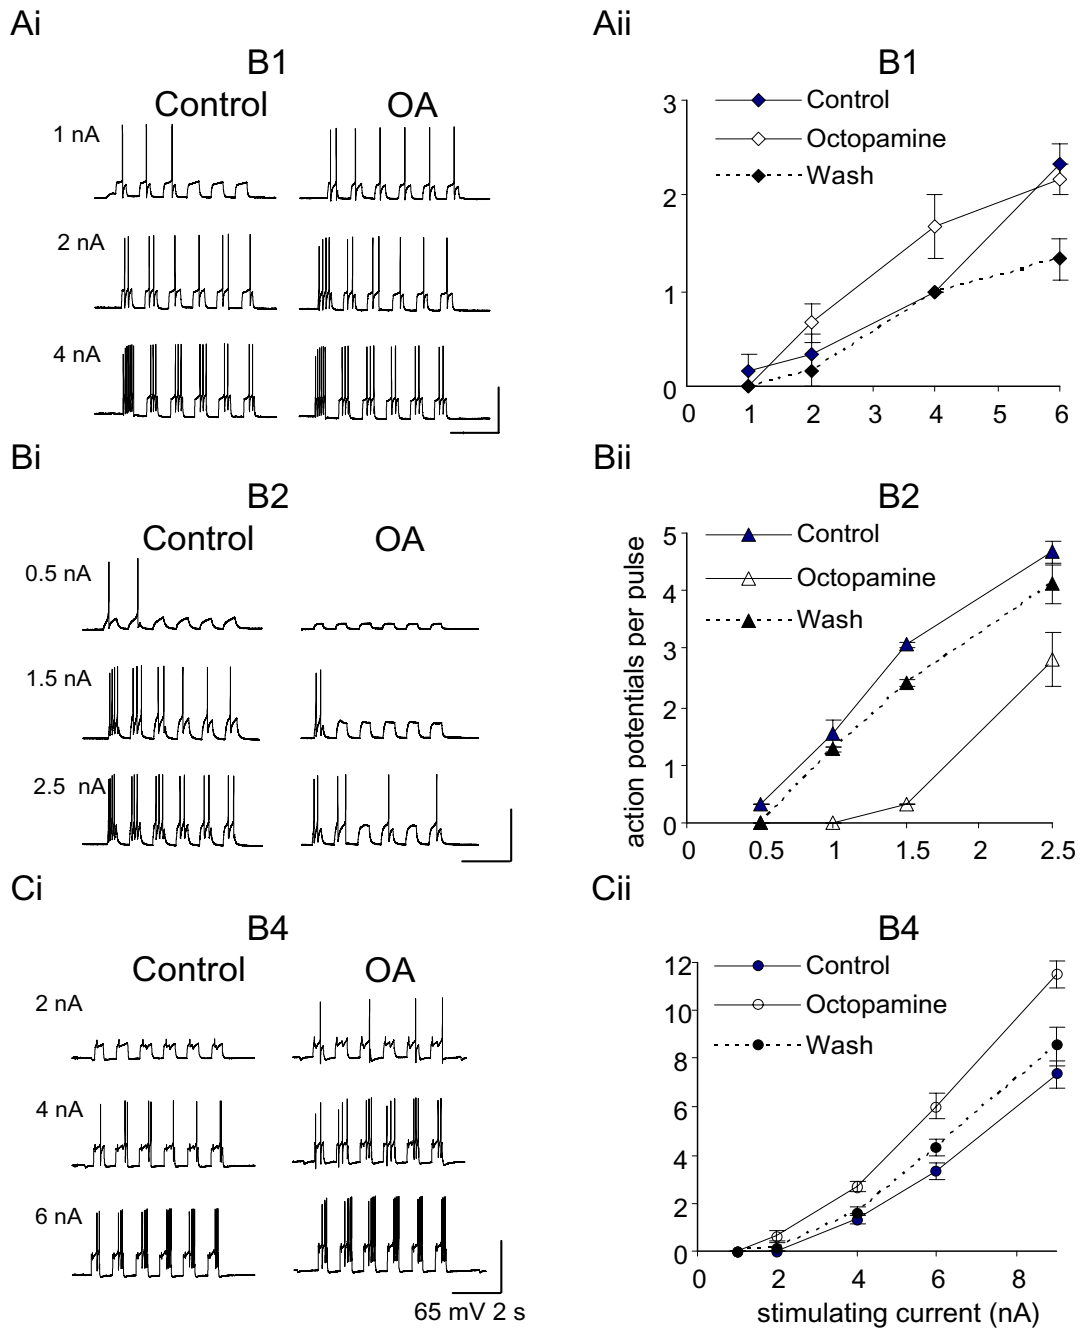 Ai
B1
Control OA
1 nA
2 nA
4 nA
Aii
B1
Control
Octopamine
Wash
3
2
1
0
0 1 2 3 4 5 6
Bi
B2
Control OA
0.5 nA
1.5 nA
2.5 nA
Bii
B2
Control
Octopamine
Wash
action potentials per pulse
5
4
3
2
1
0
0 0.5 1 1.5 2 2.5
Ci
B4
Control OA
2 nA
4 nA
6 nA
65 mV 2 s
Cii
B4
Control
Octopamine
Wash
12
10
8
6
4
2
0
0 2 4 6 8
stimulating current (nA)